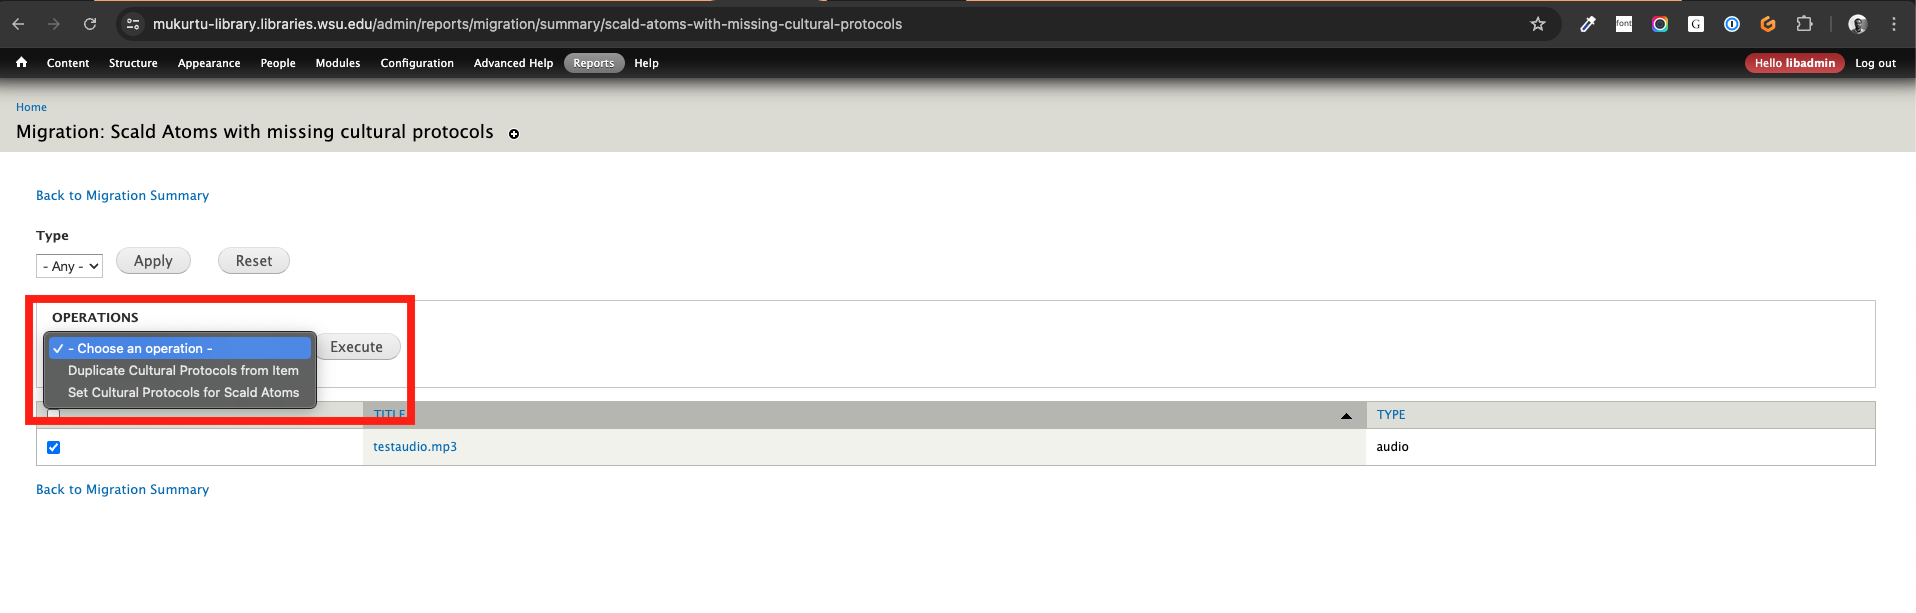 mukurtu-library.libraries.wsu.edu/admin/reports/migration/summary/scald-atoms-with-missing-cultural-protocols
font
G
Content Structure Appearance People Modules Configuration Advanced Help Reports Help Hello libadmin Log out
Home
Migration: Scald Atoms with missing cultural protocols
Back to Migration Summary
Type
- Any - Apply Reset
OPERATIONS
- Choose an operation - Execute
Duplicate Cultural Protocols from Item
Set Cultural Protocols for Scald Atoms
TITLE TYPE
testaudio.mp3 audio
Back to Migration Summary